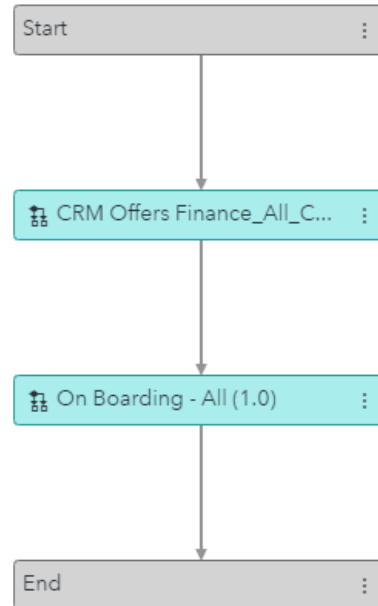 Start
CRM Offers Finance_All_C...
On Boarding - All (1.0)
End